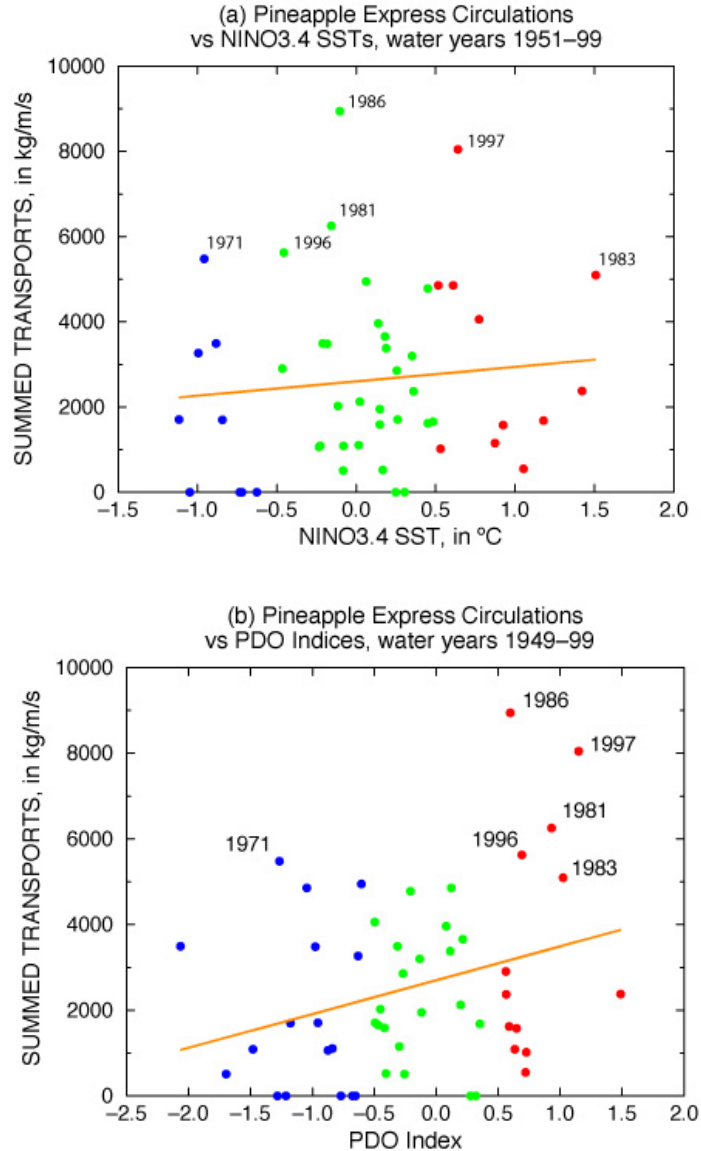 (a) Pineapple Express Circulations
vs NINO3.4 SSTs, water years 1951–99
SUMMED TRANSPORTS, in kg/m/s
10000
8000
6000
4000
2000
0
1986
1997
1981
1971
1996
1983
−1.5 −1.0 −0.5 0.0 0.5 1.0 1.5 2.0
NINO3.4 SST, in ºC
(b) Pineapple Express Circulations
vs PDO Indices, water years 1949–99
SUMMED TRANSPORTS, in kg/m/s
10000
8000
6000
4000
2000
0
1986
1997
1981
1996
1971
1983
−2.5 −2.0 −1.5 −1.0 −0.5 0.0 0.5 1.0 1.5 2.0
PDO Index